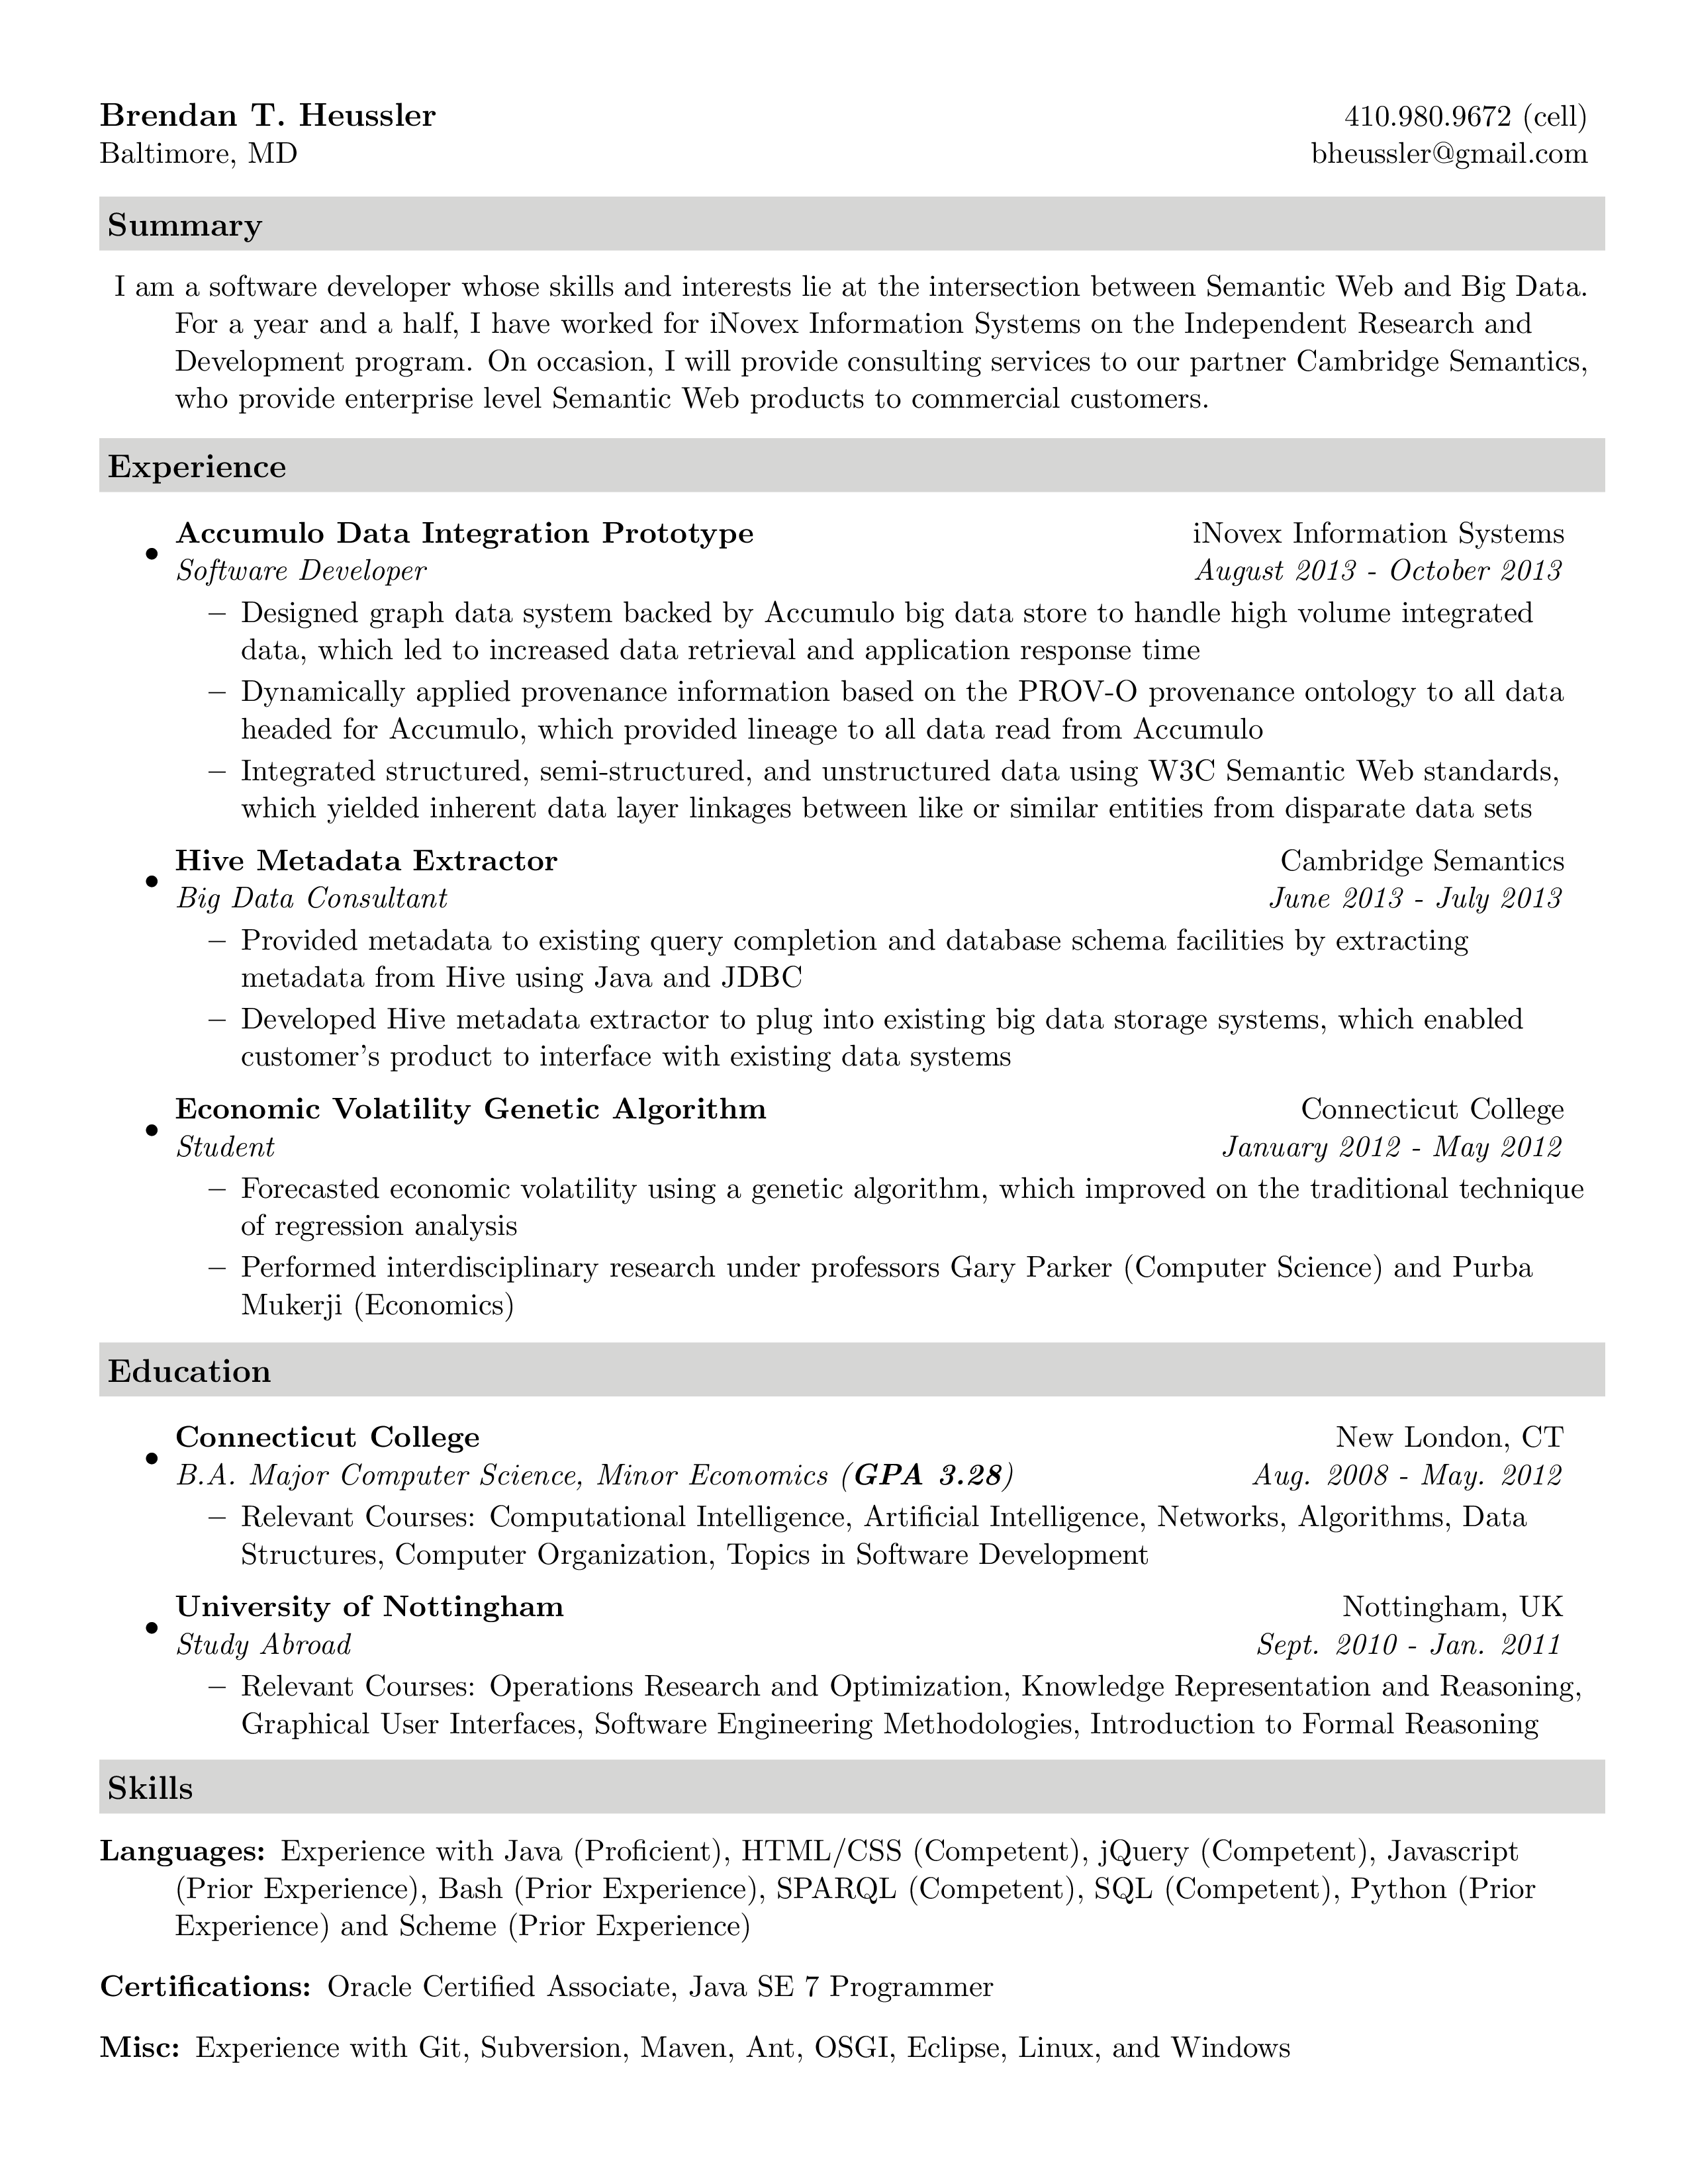 Brendan T. Heussler 410.980.9672 (cell)
Baltimore, MD bheussler@gmail.com
Summary
I am a software developer whose skills and interests lie at the intersection between Semantic Web and Big Data.
For a year and a half, I have worked for iNovex Information Systems on the Independent Research and
Development program. On occasion, I will provide consulting services to our partner Cambridge Semantics,
who provide enterprise level Semantic Web products to commercial customers.
Experience
• Accumulo Data Integration Prototype iNovex Information Systems
Software Developer August 2013 - October 2013
– Designed graph data system backed by Accumulo big data store to handle high volume integrated
data, which led to increased data retrieval and application response time
– Dynamically applied provenance information based on the PROV-O provenance ontology to all data
headed for Accumulo, which provided lineage to all data read from Accumulo
– Integrated structured, semi-structured, and unstructured data using W3C Semantic Web standards,
which yielded inherent data layer linkages between like or similar entities from disparate data sets
• Hive Metadata Extractor Cambridge Semantics
Big Data Consultant June 2013 - July 2013
– Provided metadata to existing query completion and database schema facilities by extracting
metadata from Hive using Java and JDBC
– Developed Hive metadata extractor to plug into existing big data storage systems, which enabled
customer's product to interface with existing data systems
• Economic Volatility Genetic Algorithm Connecticut College
Student January 2012 - May 2012
– Forecasted economic volatility using a genetic algorithm, which improved on the traditional technique
of regression analysis
– Performed interdisciplinary research under professors Gary Parker (Computer Science) and Purba
Mukerji (Economics)
Education
• Connecticut College New London, CT
B.A. Major Computer Science, Minor Economics (GPA 3.28) Aug. 2008 - May. 2012
– Relevant Courses: Computational Intelligence, Artificial Intelligence, Networks, Algorithms, Data
Structures, Computer Organization, Topics in Software Development
• University of Nottingham Nottingham, UK
Study Abroad Sept. 2010 - Jan. 2011
– Relevant Courses: Operations Research and Optimization, Knowledge Representation and Reasoning,
Graphical User Interfaces, Software Engineering Methodologies, Introduction to Formal Reasoning
Skills
Languages: Experience with Java (Proficient), HTML/CSS (Competent), jQuery (Competent), Javascript
(Prior Experience), Bash (Prior Experience), SPARQL (Competent), SQL (Competent), Python (Prior
Experience) and Scheme (Prior Experience)
Certifications: Oracle Certified Associate, Java SE 7 Programmer
Misc: Experience with Git, Subversion, Maven, Ant, OSGI, Eclipse, Linux, and Windows